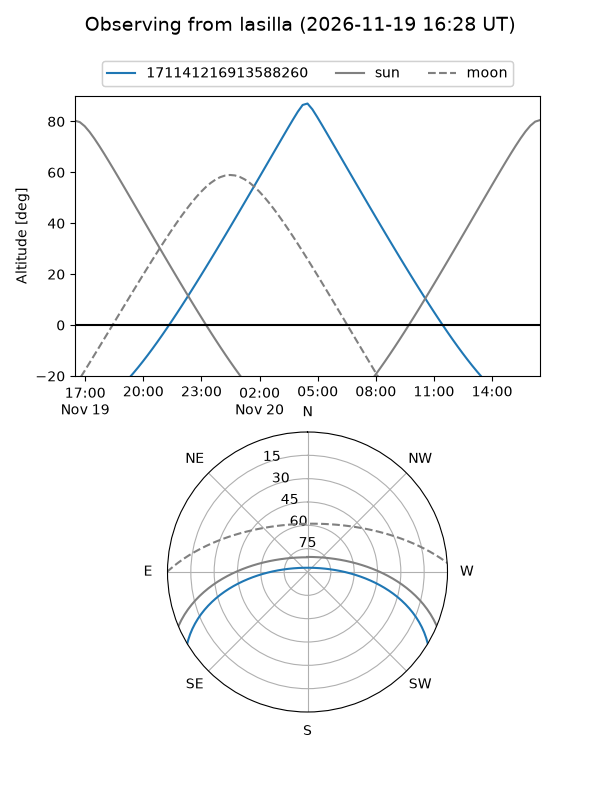 Observing from lasilla (2026-11-19 16:28 UT)
171141216913588260 sun moon
Altitude [deg]
80
60
40
20
0
−20
17:00 20:00 23:00 02:00 05:00 08:00 11:00 14:00
Nov 19 Nov 20
N
NE NW
15
30
45
60
75
E W
SE SW
S